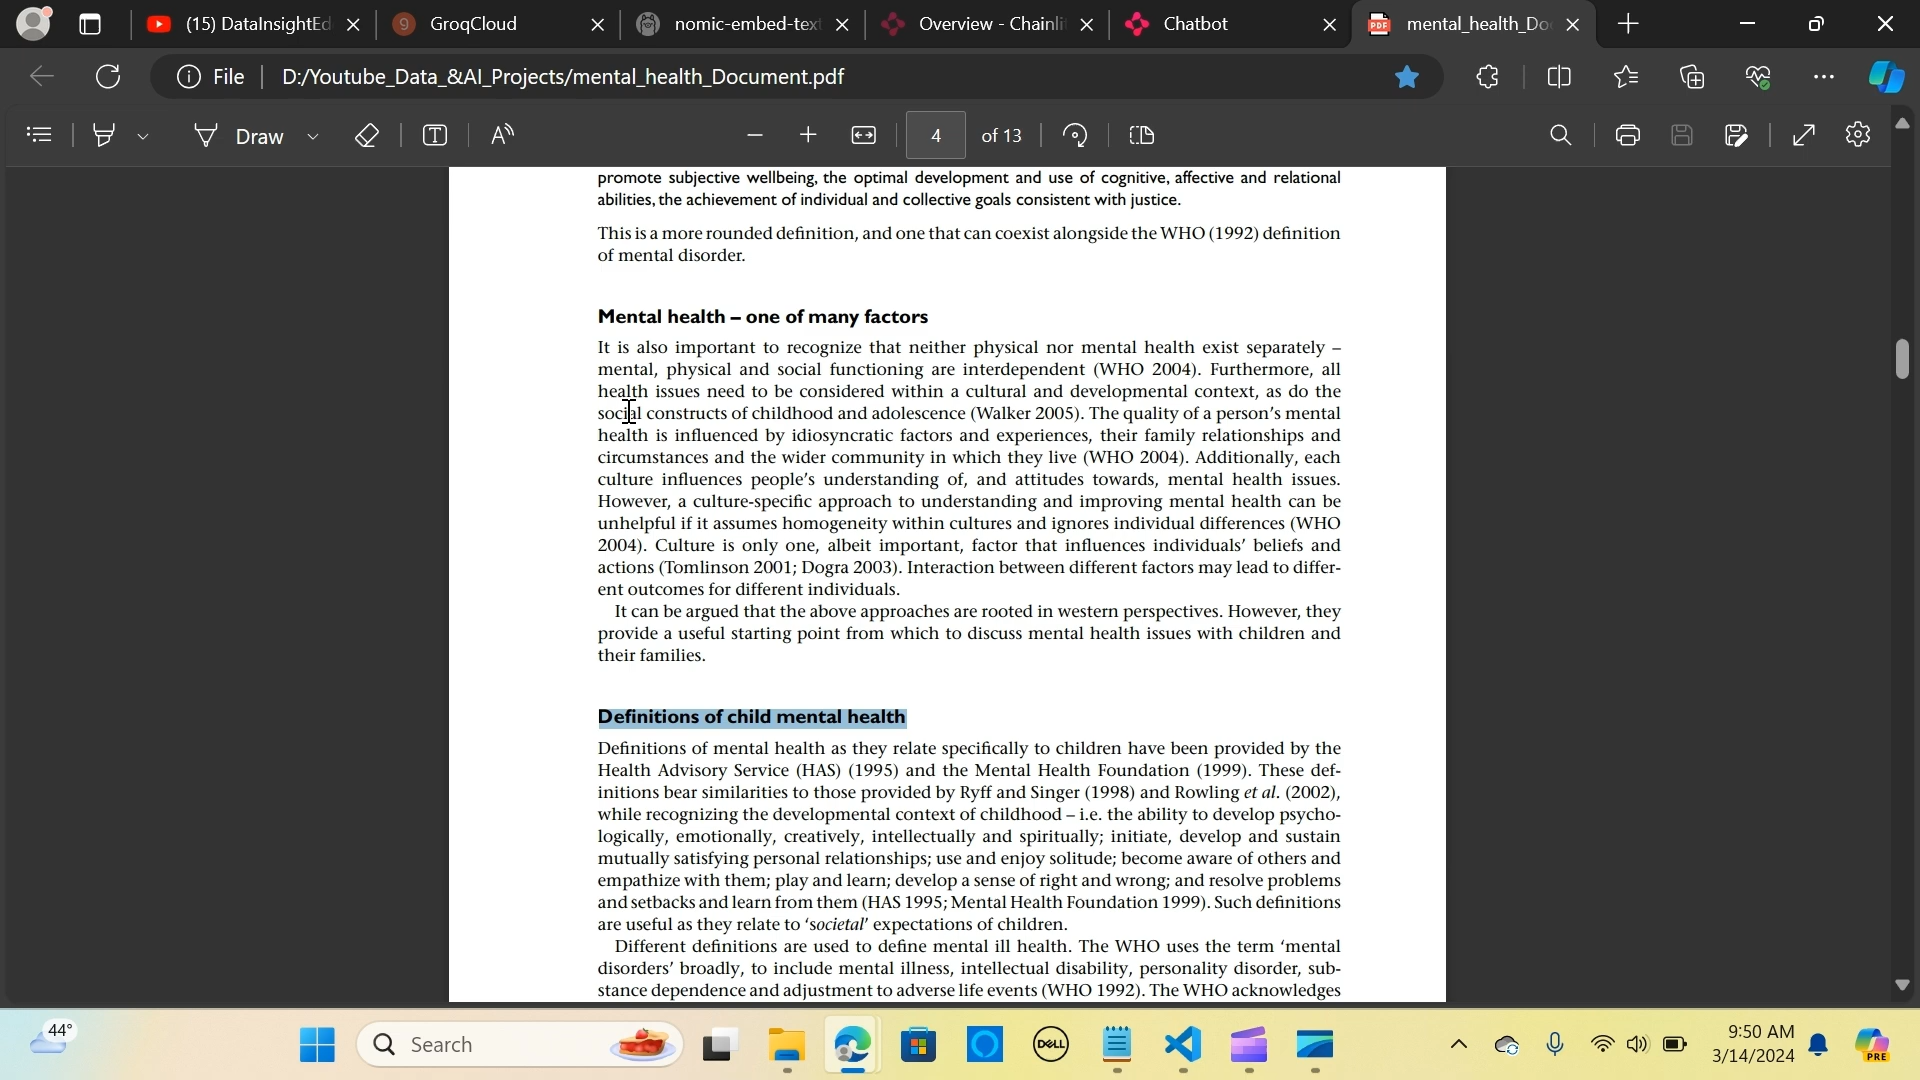 (15) DataInsightEd
GroqCloud
nomic-embed-text
Overview - Chainlit
Chatbot
mental_health_Do
File
D:/Youtube_Data_&AI_Projects/mental_health_Document.pdf
Draw
4 of 13
promote subjective wellbeing, the optimal development and use of cognitive, affective and relational
abilities, the achievement of individual and collective goals consistent with justice.
This is a more rounded definition, and one that can coexist alongside the WHO (1992) definition
of mental disorder.
Mental health – one of many factors
It is also important to recognize that neither physical nor mental health exist separately –
mental, physical and social functioning are interdependent (WHO 2004). Furthermore, all
health issues need to be considered within a cultural and developmental context, as do the
social constructs of childhood and adolescence (Walker 2005). The quality of a person's mental
health is influenced by idiosyncratic factors and experiences, their family relationships and
circumstances and the wider community in which they live (WHO 2004). Additionally, each
culture influences people's understanding of, and attitudes towards, mental health issues.
However, a culture-specific approach to understanding and improving mental health can be
unhelpful if it assumes homogeneity within cultures and ignores individual differences (WHO
2004). Culture is only one, albeit important, factor that influences individuals' beliefs and
actions (Tomlinson 2001; Dogra 2003). Interaction between different factors may lead to differ-
ent outcomes for different individuals.
It can be argued that the above approaches are rooted in western perspectives. However, they
provide a useful starting point from which to discuss mental health issues with children and
their families.
Definitions of child mental health
Definitions of mental health as they relate specifically to children have been provided by the
Health Advisory Service (HAS) (1995) and the Mental Health Foundation (1999). These def-
initions bear similarities to those provided by Ryff and Singer (1998) and Rowling et al. (2002),
while recognizing the developmental context of childhood – i.e. the ability to develop psycho-
logically, emotionally, creatively, intellectually and spiritually; initiate, develop and sustain
mutually satisfying personal relationships; use and enjoy solitude; become aware of others and
empathize with them; play and learn; develop a sense of right and wrong; and resolve problems
and setbacks and learn from them (HAS 1995; Mental Health Foundation 1999). Such definitions
are useful as they relate to 'societal' expectations of children.
Different definitions are used to define mental ill health. The WHO uses the term 'mental
disorders' broadly, to include mental illness, intellectual disability, personality disorder, sub-
stance dependence and adjustment to adverse life events (WHO 1992). The WHO acknowledges
44°
Search
DELL
9:50 AM
3/14/2024
PRE